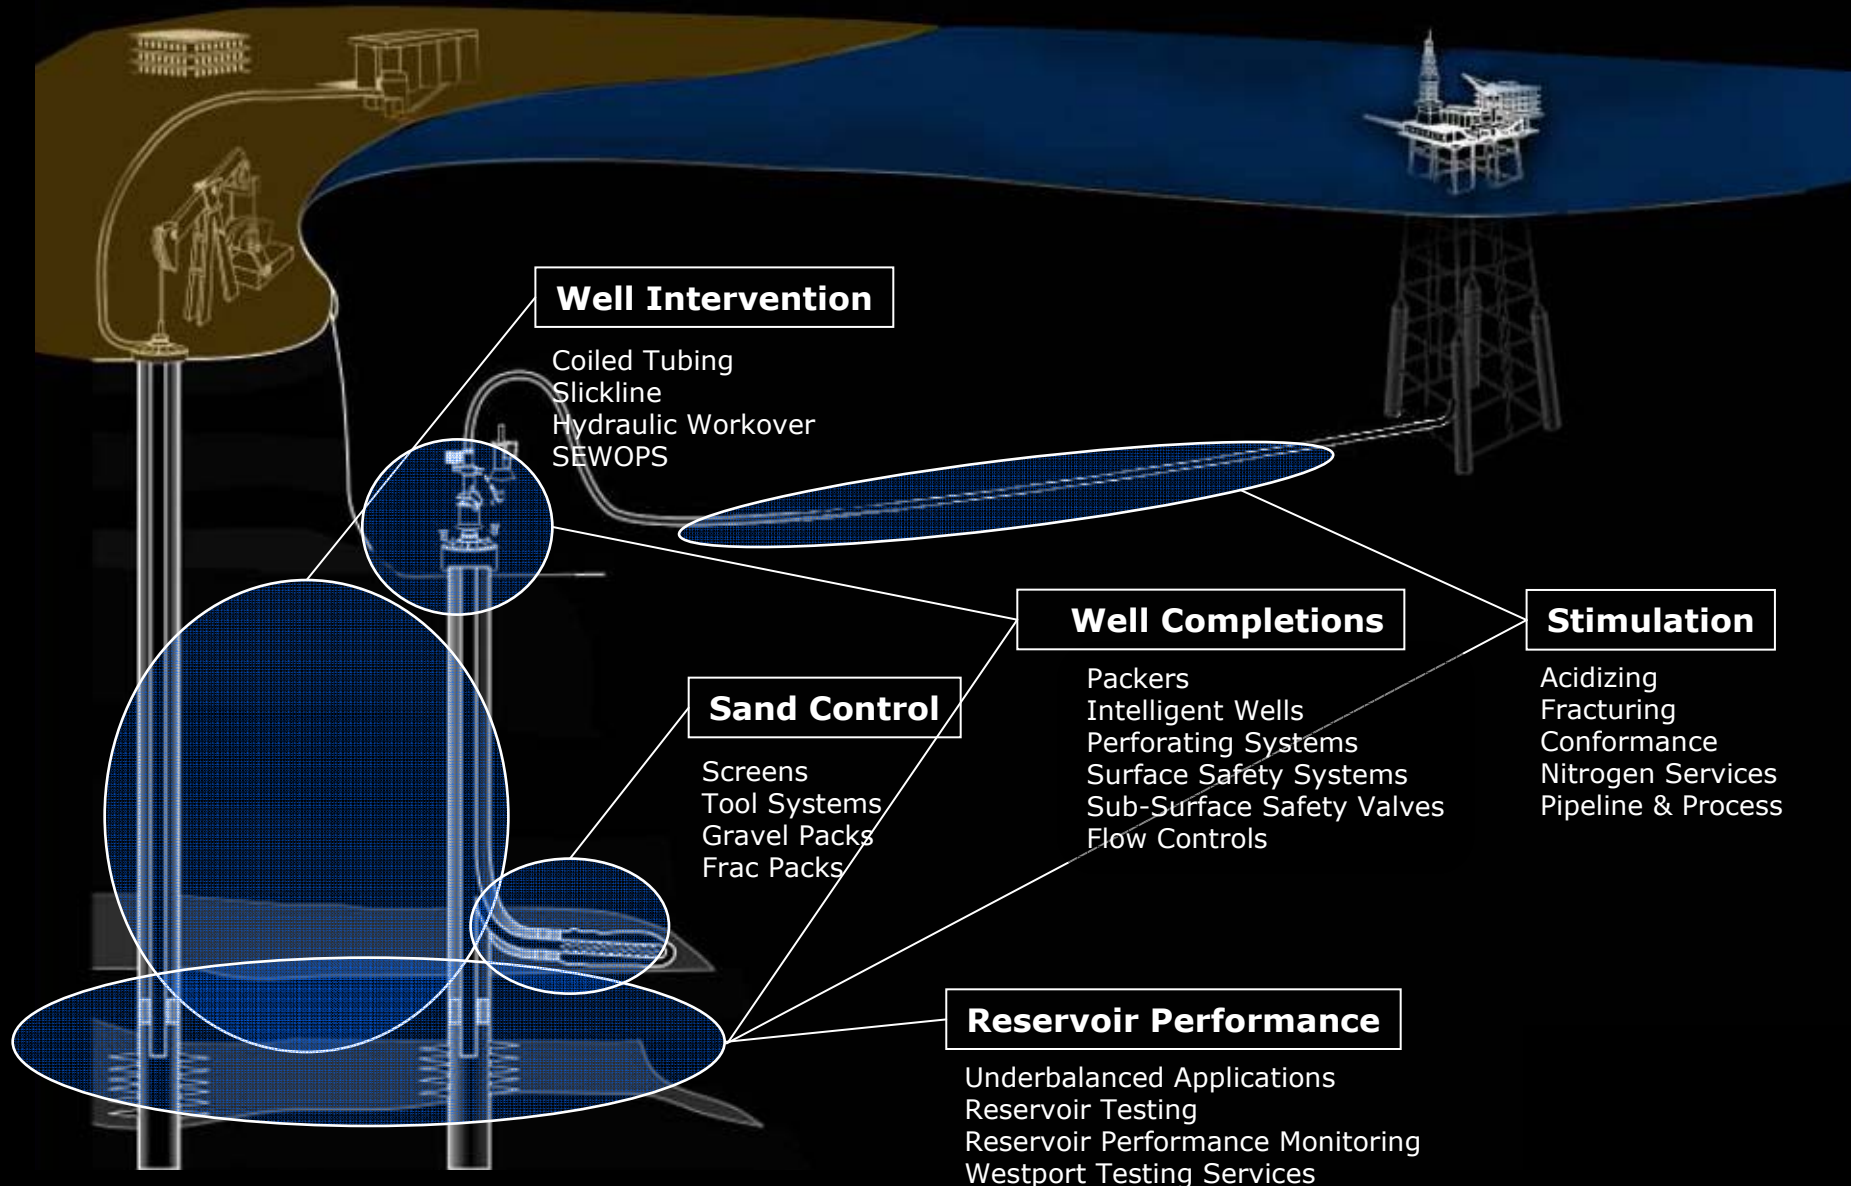 Well Intervention
Coiled Tubing
Slickline
Hydraulic Workover
SEWOPS
Well Completions
Packers
Intelligent Wells
Perforating Systems
Surface Safety Systems
Sub-Surface Safety Valves
Flow Controls
Stimulation
Acidizing
Fracturing
Conformance
Nitrogen Services
Pipeline & Process
Sand Control
Screens
Tool Systems
Gravel Packs
Frac Packs
Reservoir Performance
Underbalanced Applications
Reservoir Testing
Reservoir Performance Monitoring
Westport Testing Services